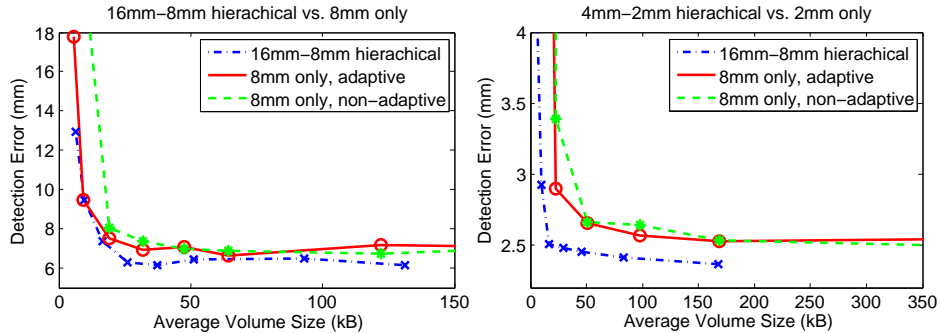 16mm−8mm hierachical vs. 8mm only
18
16
14
12
10
8
6
0
50
100
150
Detection Error (mm)
Average Volume Size (kB)
16mm−8mm hierachical
8mm only, adaptive
8mm only, non−adaptive
4mm−2mm hierachical vs. 2mm only
4
3.5
3
2.5
0
50
100
150
200
250
300
350
Detection Error (mm)
Average Volume Size (kB)
16mm−8mm hierachical
8mm only, adaptive
8mm only, non−adaptive